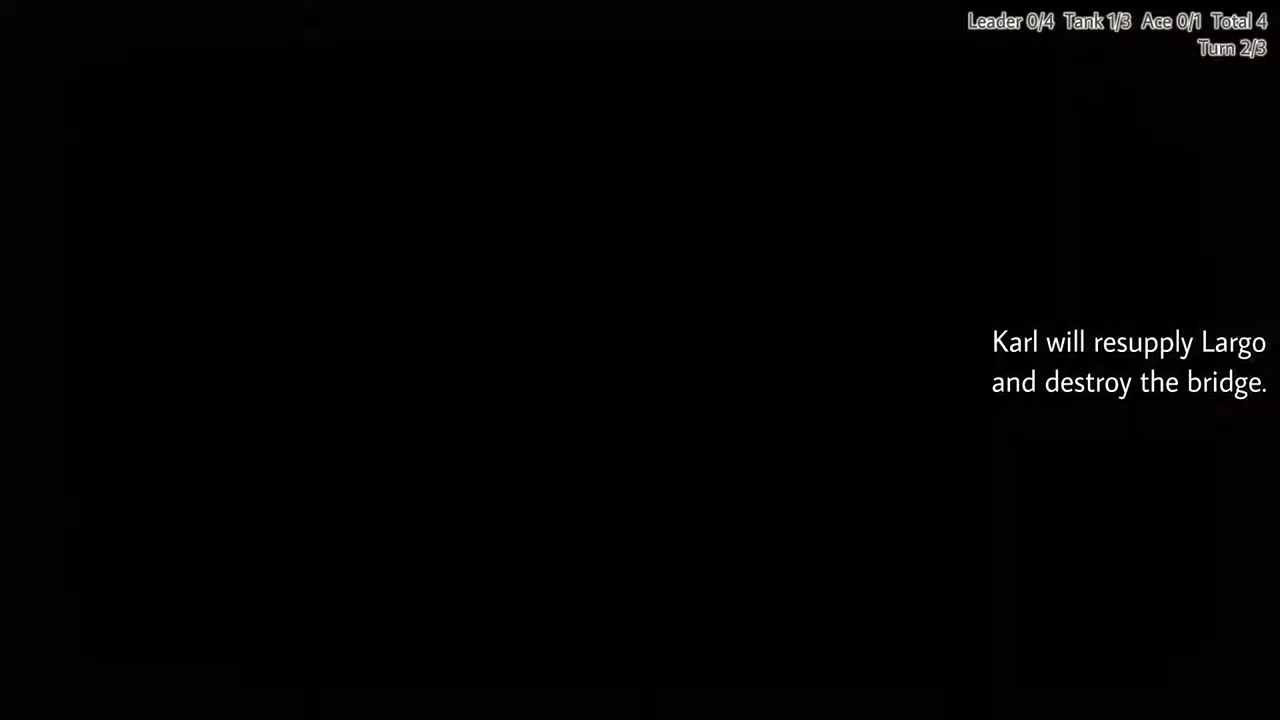 Leader 0/4 Tank 1/3 Ace 0/1 Total 4
Turn 2/3
Karl will resupply Largo
and destroy the bridge.